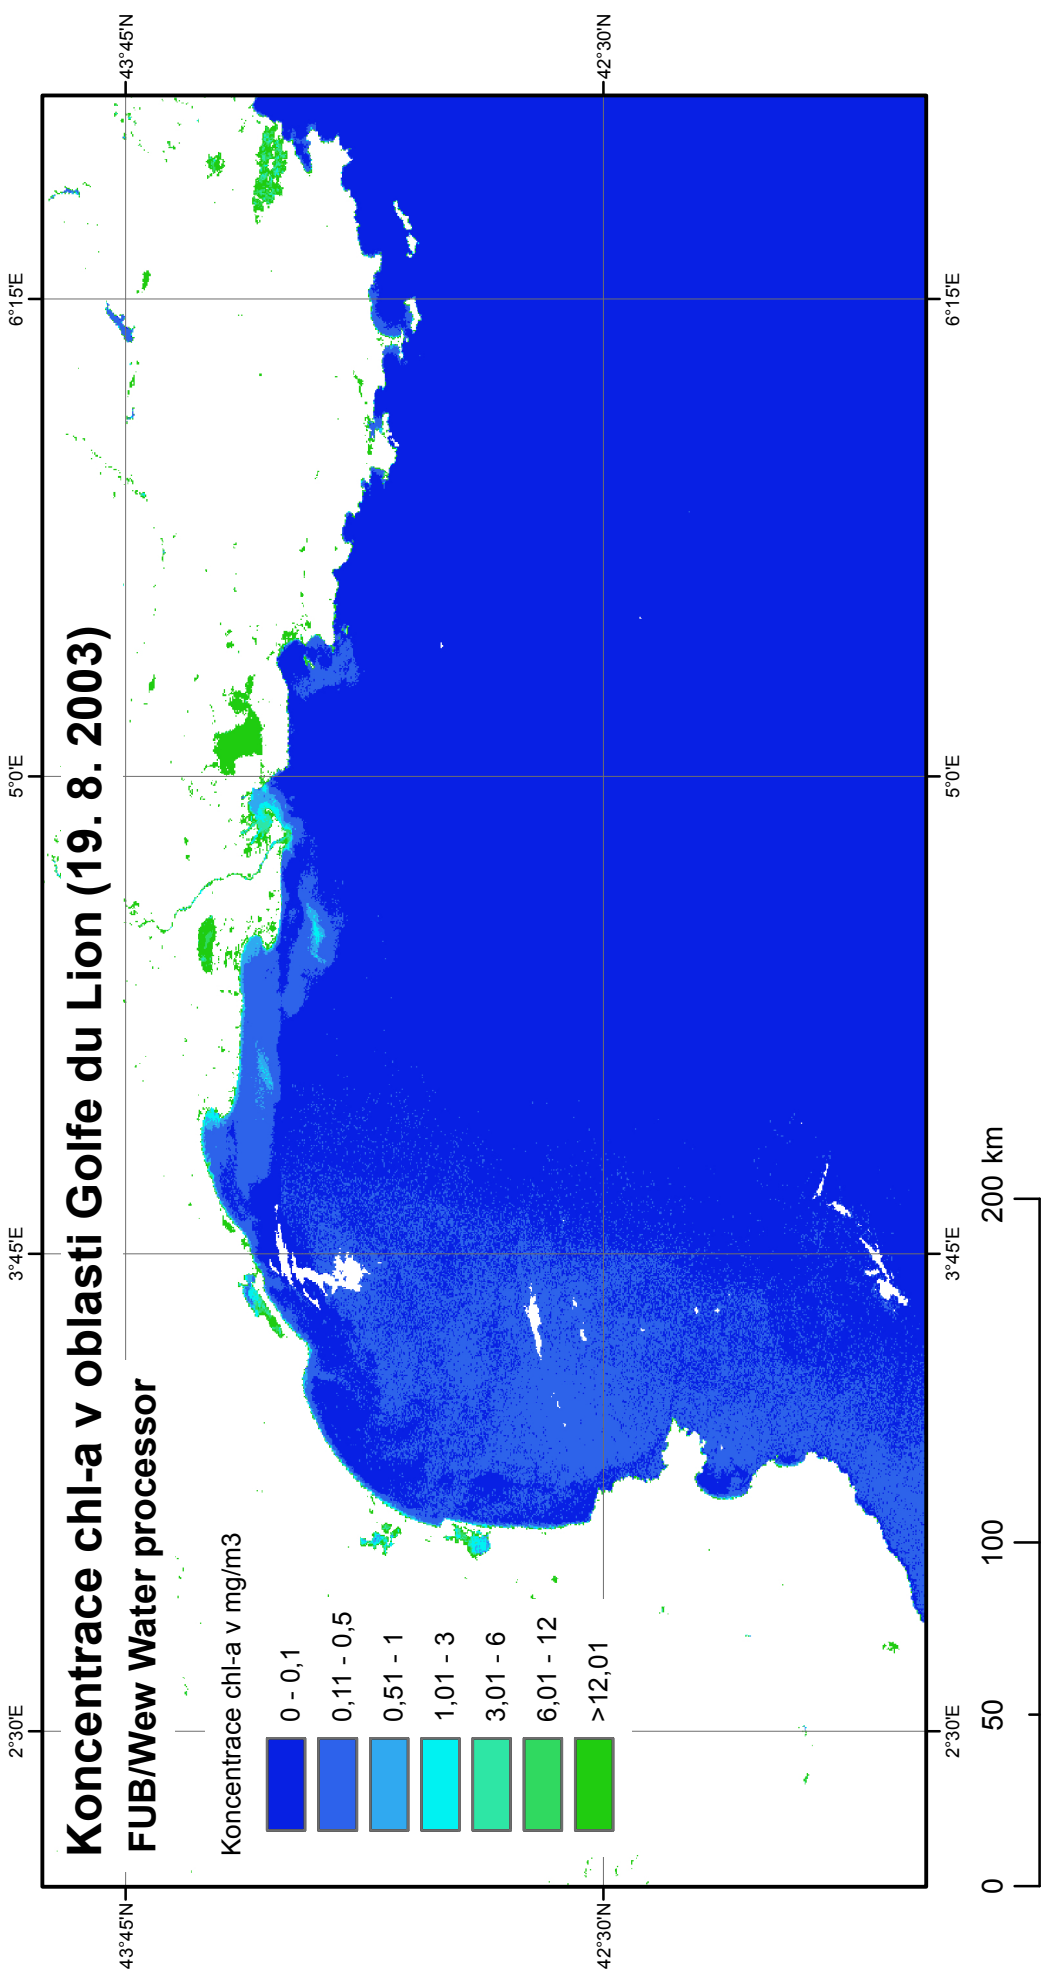 Koncentrace chl-a v oblasti Golfe du Lion (19. 8. 2003)
FUB/Wew Water processor
Koncentrace chl-a v mg/m3
0 - 0,1
0,11 - 0,5
0,51 - 1
1,01 - 3
3,01 - 6
6,01 - 12
>12,01
2°30'E
3°45'E
5°0'E
6°15'E
43°45'N
43°45'N
42°30'N
42°30'N
2°30'E
3°45'E
5°0'E
6°15'E
0 50 100 200 km